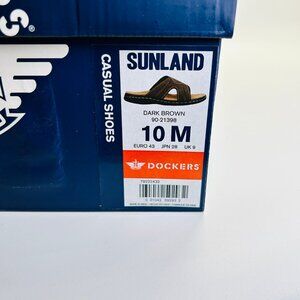 SUNLAND
CASUAL SHOES
DARK BROWN
90-21398
10 M
EURO 43 JPN 28 UK 9
DOCKERS